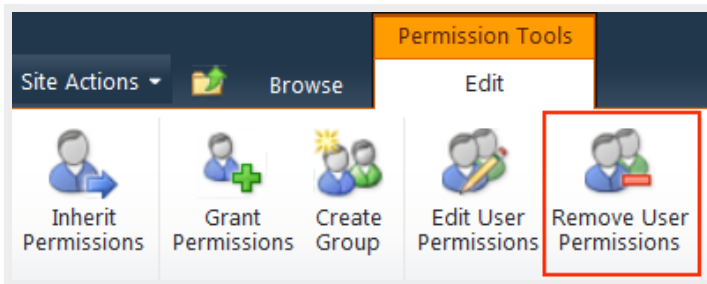 Permission Tools
Site Actions Browse Edit
Inherit Permissions
Grant Permissions
Create Group
Edit User Permissions
Remove User Permissions